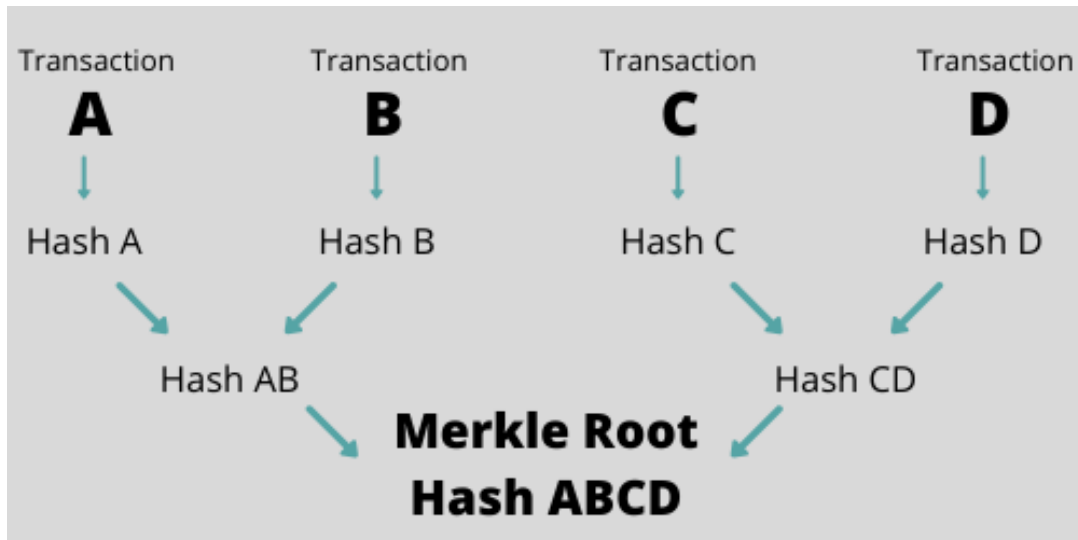 Transaction Transaction Transaction Transaction
A B C D
Hash A Hash B Hash C Hash D
Hash AB Hash CD
Merkle Root
Hash ABCD